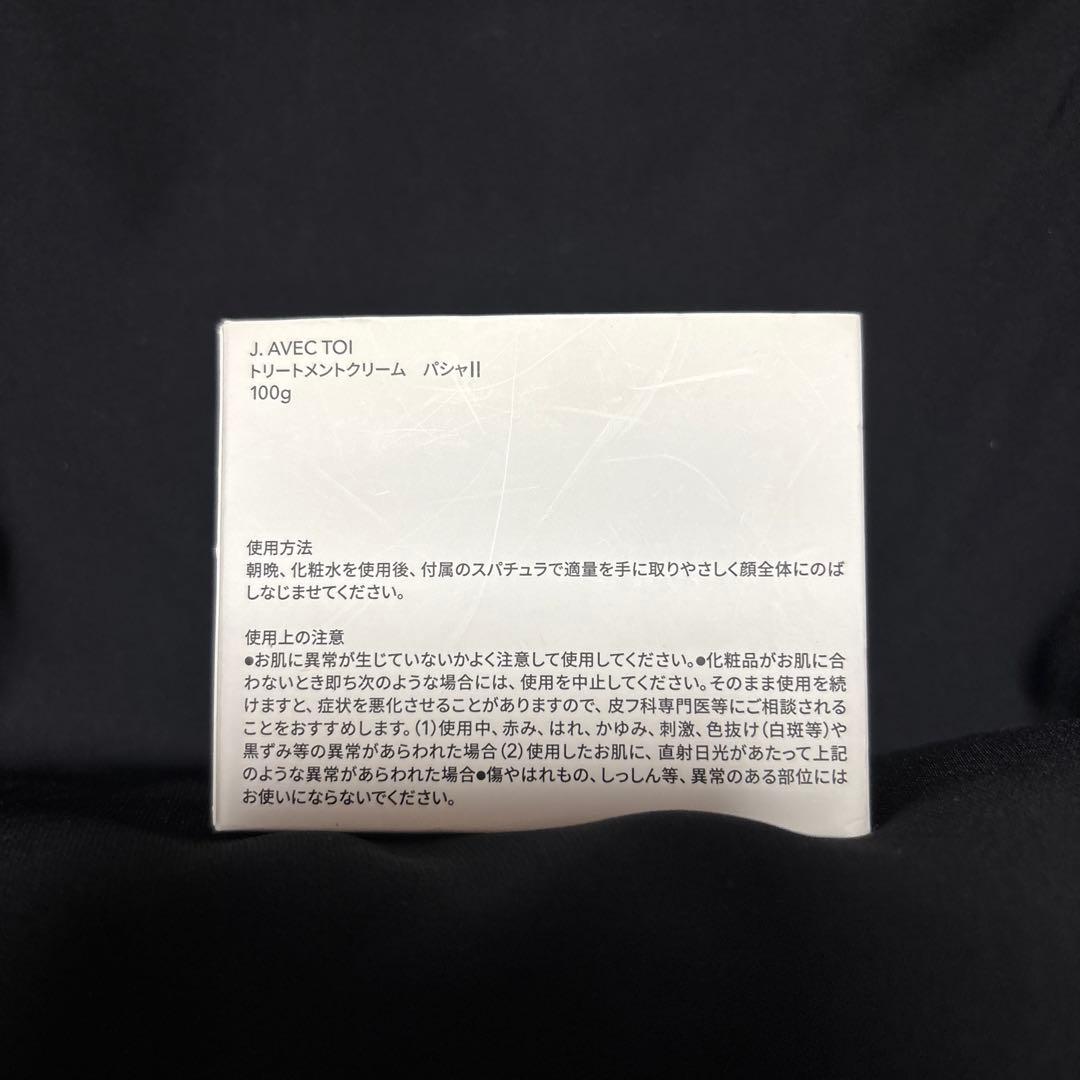 J. AVEC TOI
トリートメントクリーム　パシャII
100g
使用方法
朝晩、化粧水を使用後、付属のスパチュラで適量を手に取りやさしく顔全体にのば
しなじませてください。
使用上の注意
●お肌に異常が生じていないかよく注意して使用してください。●化粧品がお肌に合
わないとき即ち次のような場合には、使用を中止してください。そのまま使用を続
けますと、症状を悪化させることがありますので、皮フ科専門医等にご相談される
ことをおすすめします。（1）使用中、赤み、はれ、かゆみ、刺激、色抜け（白斑等）や
黒ずみ等の異常があらわれた場合（2）使用したお肌に、直射日光があたって上記
のような異常があらわれた場合●傷やはれもの、しっしん等、異常のある部位には
お使いにならないでください。